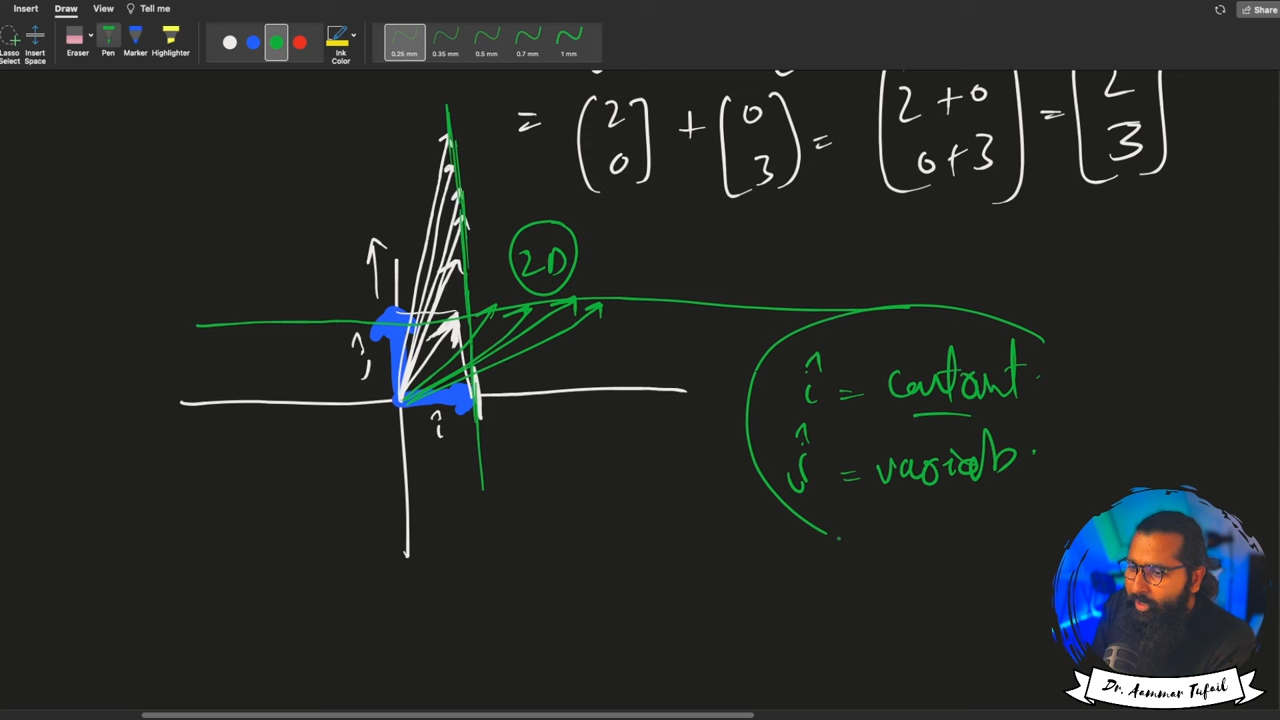 Insert Draw View Tell me
Share
Lasso Select
Insert Space
Eraser
Pen
Marker
Highlighter
Ink Color
0.25 mm
0.35 mm
0.5 mm
0.7 mm
1 mm
= (2 0] + [0 3) = (2+0 0+3) = [2 3]
2D
î = contant.
ĵ = variab.
ĵ
î
Dr. Aammar Tufail